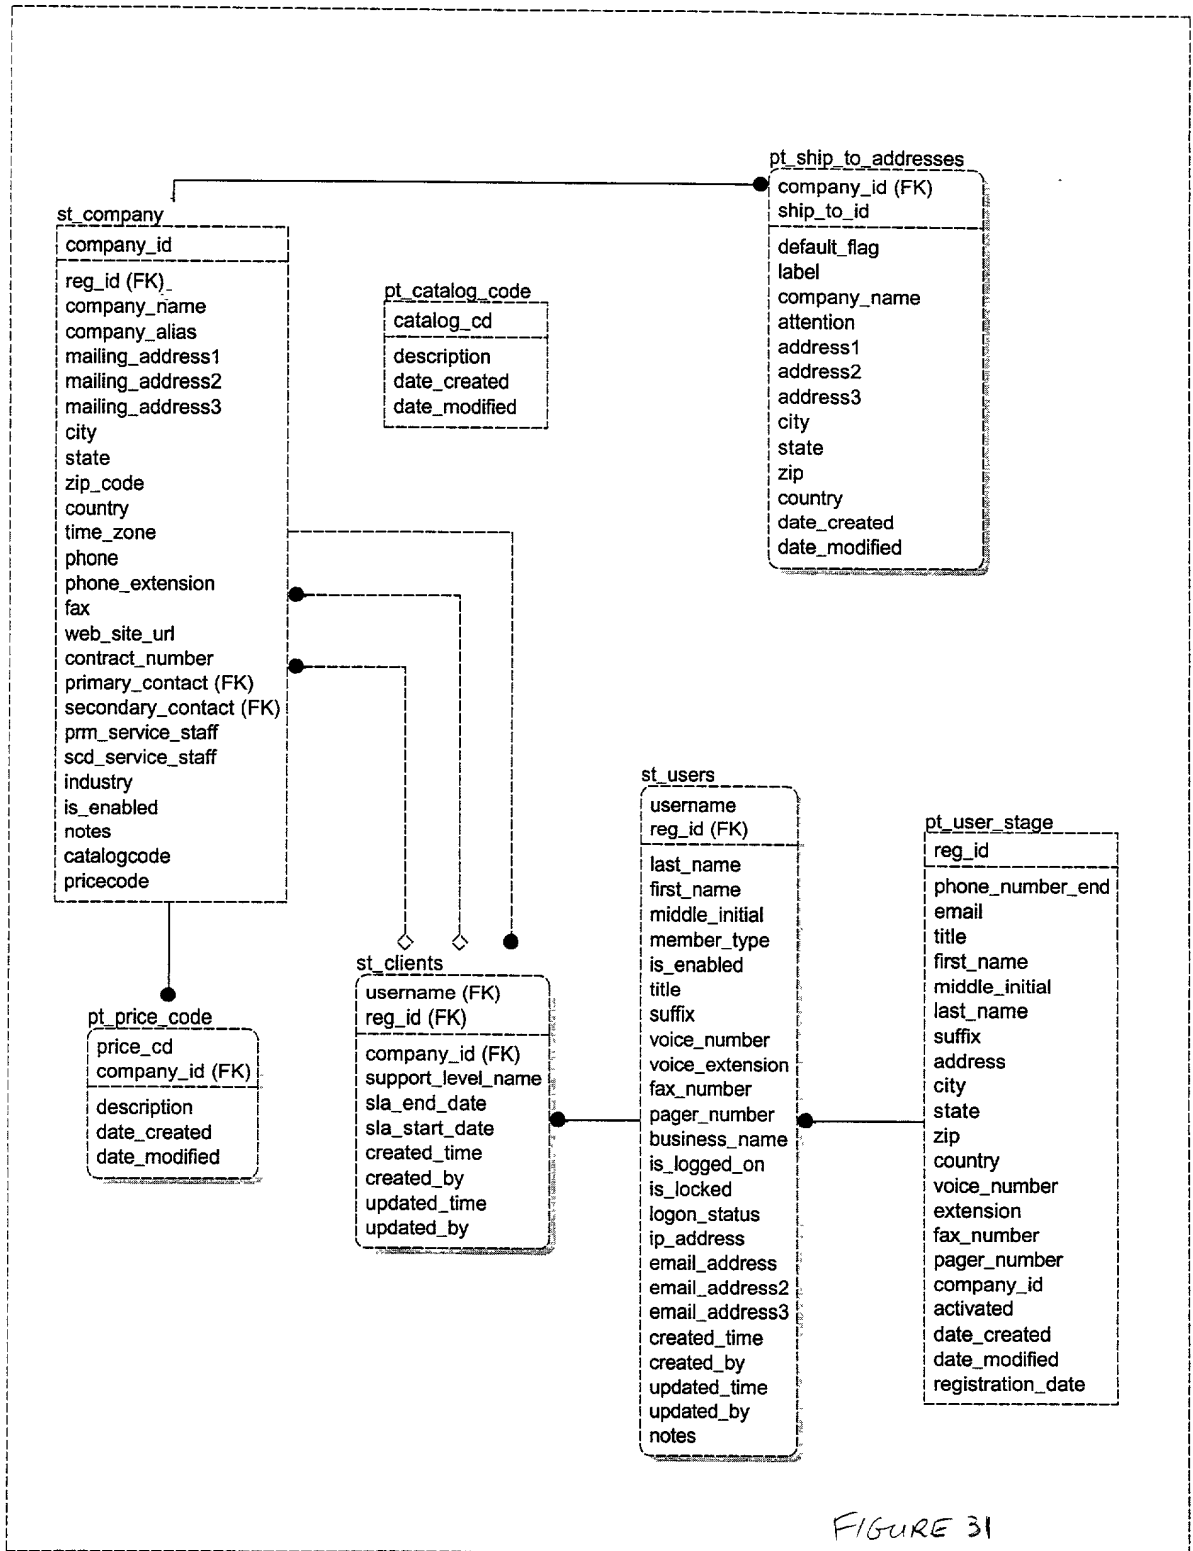 pt_ship_to_addresses
company_id (FK)
ship_to_id
default_flag
label
company_name
attention
address1
address2
address3
city
state
zip
country
date_created
date_modified
st_company
company_id
reg_id (FK)
company_name
company_alias
mailing_address1
mailing_address2
mailing_address3
city
state
zip_code
country
time_zone
phone
phone_extension
fax
web_site_url
contract_number
primary_contact (FK)
secondary_contact (FK)
prm_service_staff
scd_service_staff
industry
is_enabled
notes
catalogcode
pricecode
pt_catalog_code
catalog_cd
description
date_created
date_modified
pt_price_code
price_cd
company_id (FK)
description
date_created
date_modified
st_clients
username (FK)
reg_id (FK)
company_id (FK)
support_level_name
sla_end_date
sla_start_date
created_time
created_by
updated_time
updated_by
st_users
username
reg_id (FK)
last_name
first_name
middle_initial
member_type
is_enabled
title
suffix
voice_number
voice_extension
fax_number
pager_number
business_name
is_logged_on
is_locked
logon_status
ip_address
email_address
email_address2
email_address3
created_time
created_by
updated_time
updated_by
notes
pt_user_stage
reg_id
phone_number_end
email
title
first_name
middle_initial
last_name
suffix
address
city
state
zip
country
voice_number
extension
fax_number
pager_number
company_id
activated
date_created
date_modified
registration_date
FIGURE 31